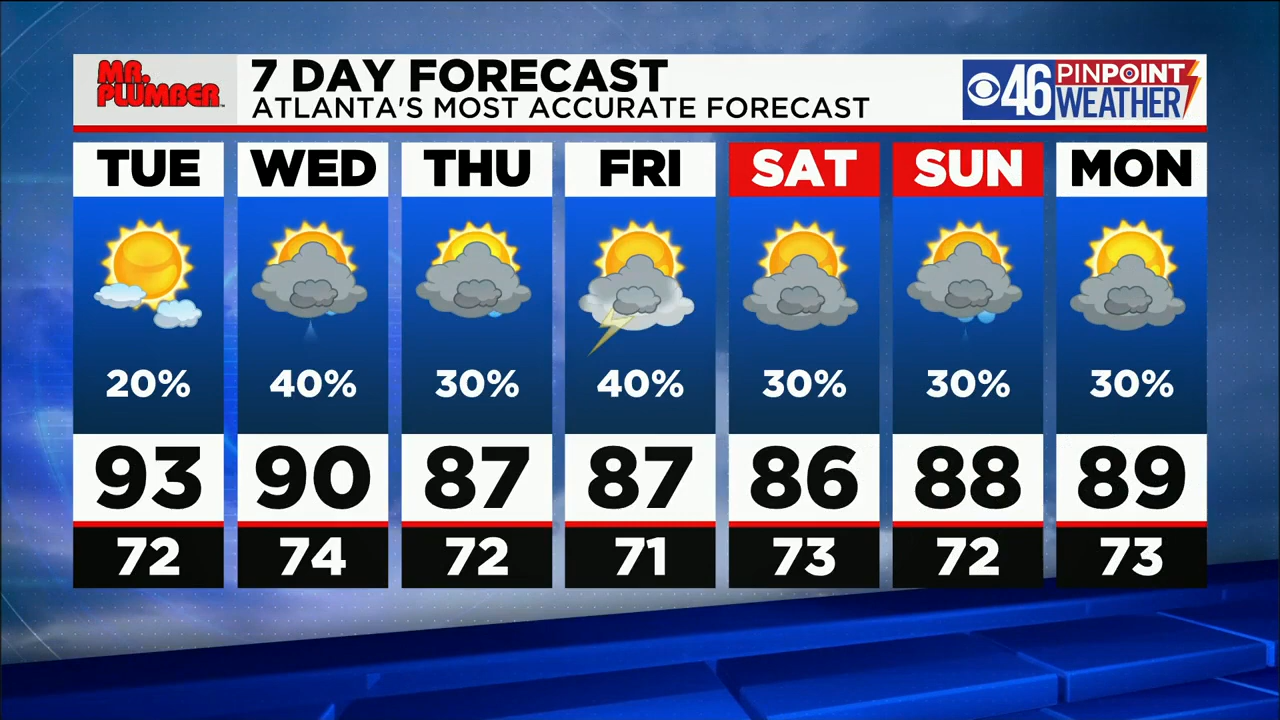 MR.
PLUMBER
7 DAY FORECAST
ATLANTA'S MOST ACCURATE FORECAST
46
PINPOINT
WEATHER
TUE WED THU FRI SAT SUN MON
20% 40% 30% 40% 30% 30% 30%
93 90 87 87 86 88 89
72 74 72 71 73 72 73